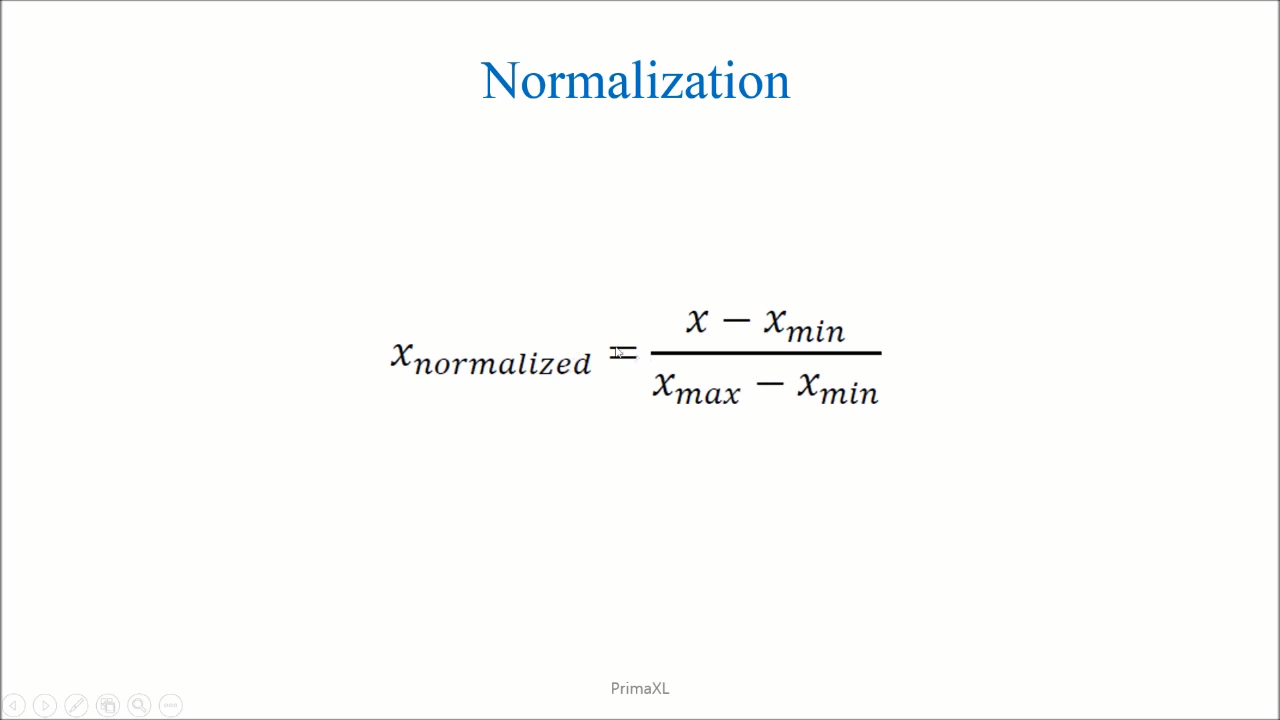 Normalization
x_normalized = (x − x_min) / (x_max − x_min)
PrimaXL